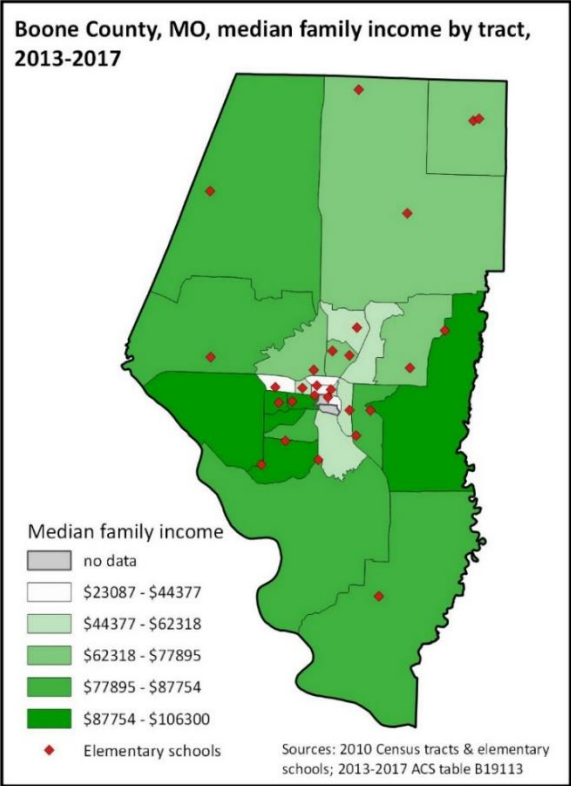 Boone County, MO, median family income by tract,
2013-2017
Median family income
no data
$23087 - $44377
$44377 - $62318
$62318 - $77895
$77895 - $87754
$87754 - $106300
Elementary schools
Sources: 2010 Census tracts & elementary
schools; 2013-2017 ACS table B19113